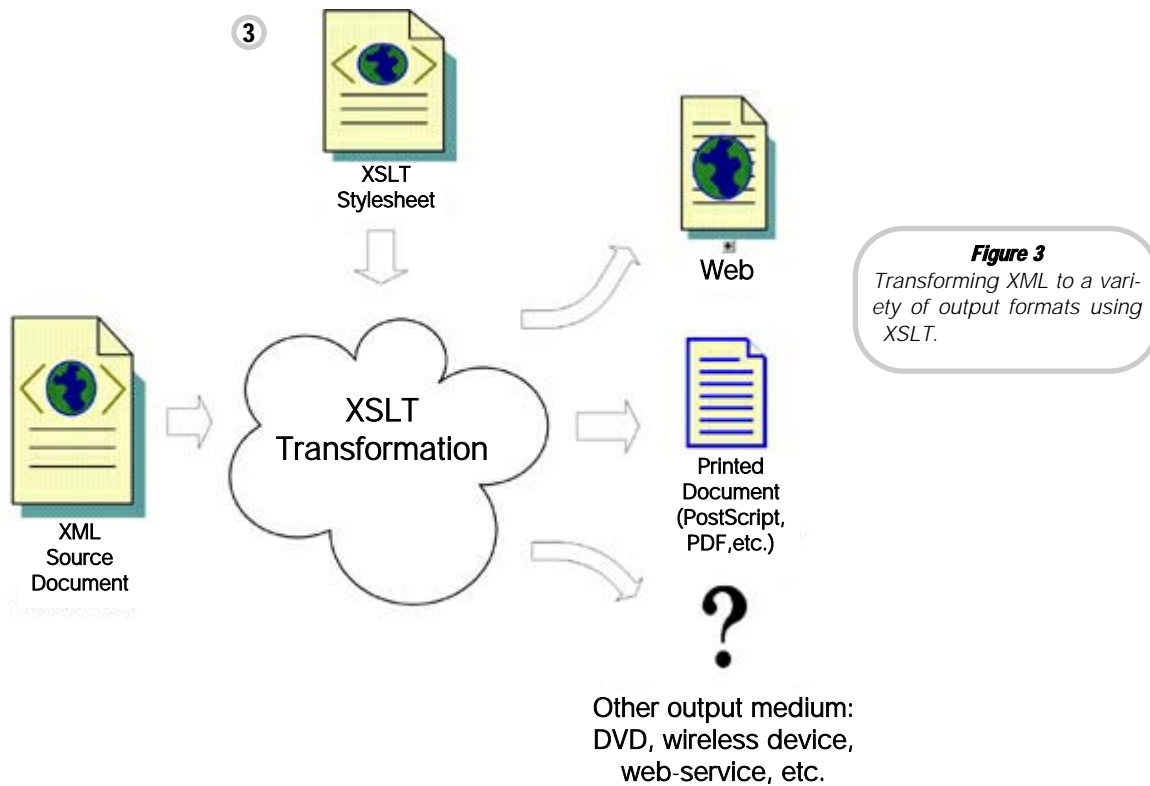 3
XSLT
Stylesheet
Web
Figure 3
Transforming XML to a vari-
ety of output formats using
XSLT.
XSLT
Transformation
XML
Source
Document
Printed
Document
(PostScript,
PDF,etc.)
?
Other output medium:
DVD, wireless device,
web-service, etc.